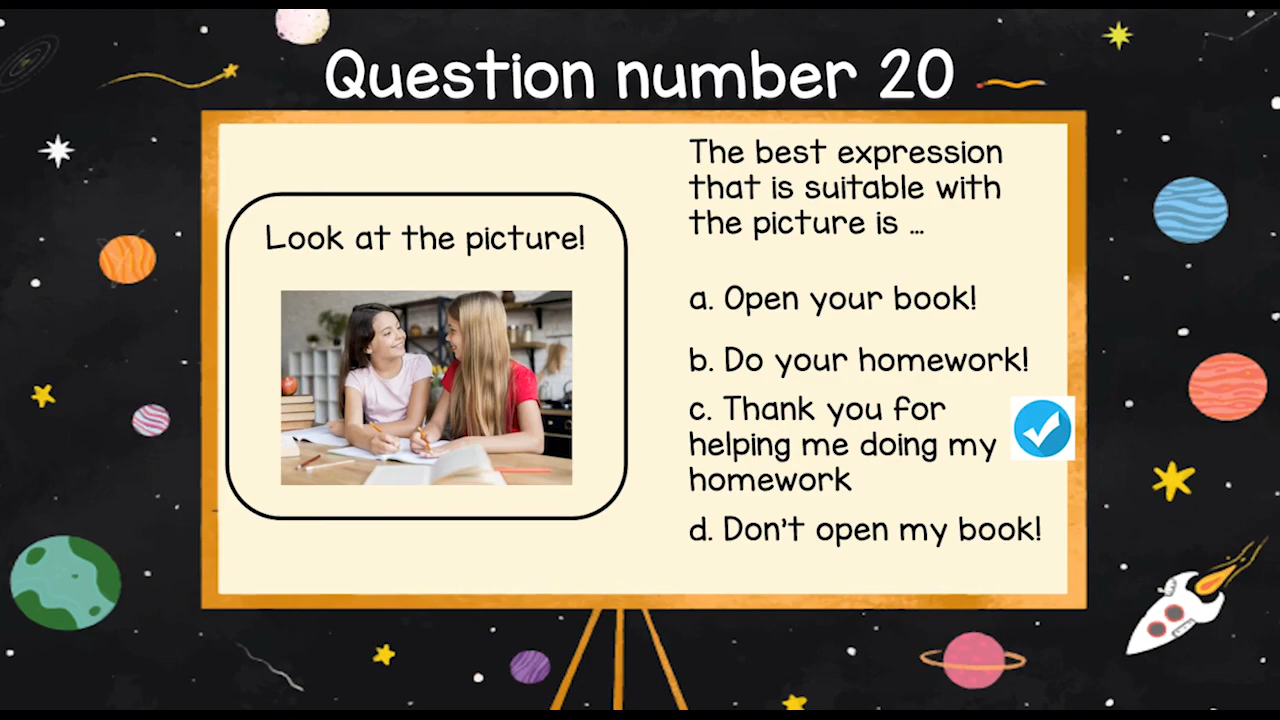 Question number 20
Look at the picture!
The best expression
that is suitable with
the picture is ...
a. Open your book!
b. Do your homework!
c. Thank you for
helping me doing my
homework
d. Don't open my book!